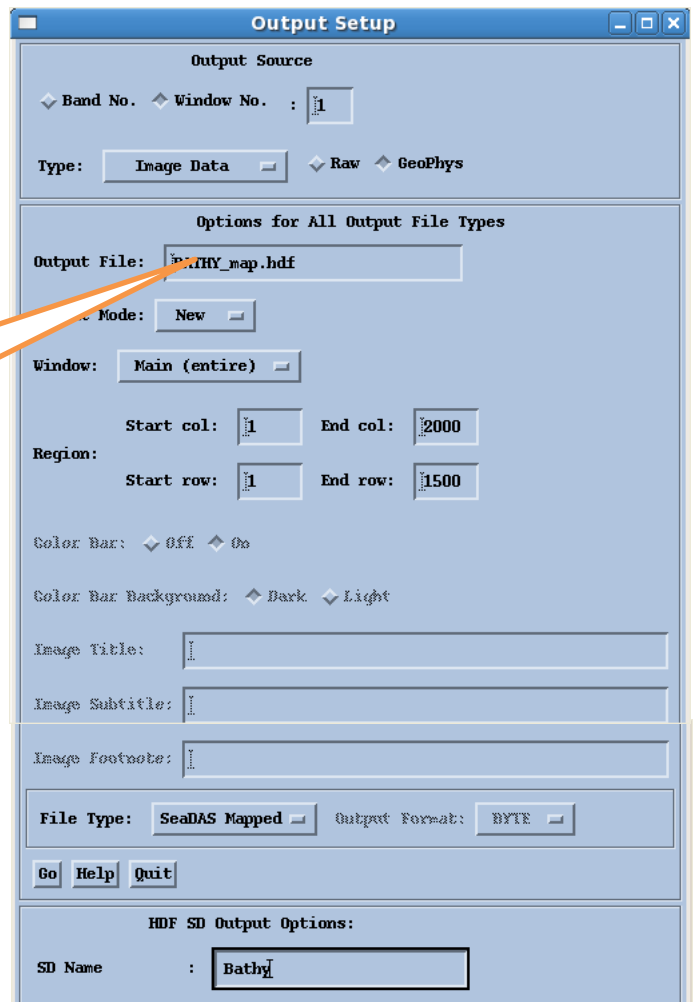 Output Setup
Output Source
Band No. Window No. : 1
Type: Image Data Raw GeoPhys
Options for All Output File Types
Output File: BATHY_map.hdf
Mode: New
Window: Main (entire)
Start col: 1 End col: 2000
Region:
Start row: 1 End row: 1500
Color Bar: Off On
Color Bar Background: Dark Light
Image Title:
Image Subtitle:
Image Footnote:
File Type: SeaDAS Mapped Output Format: BYTE
Go Help Quit
HDF SD Output Options:
SD Name : Bathy